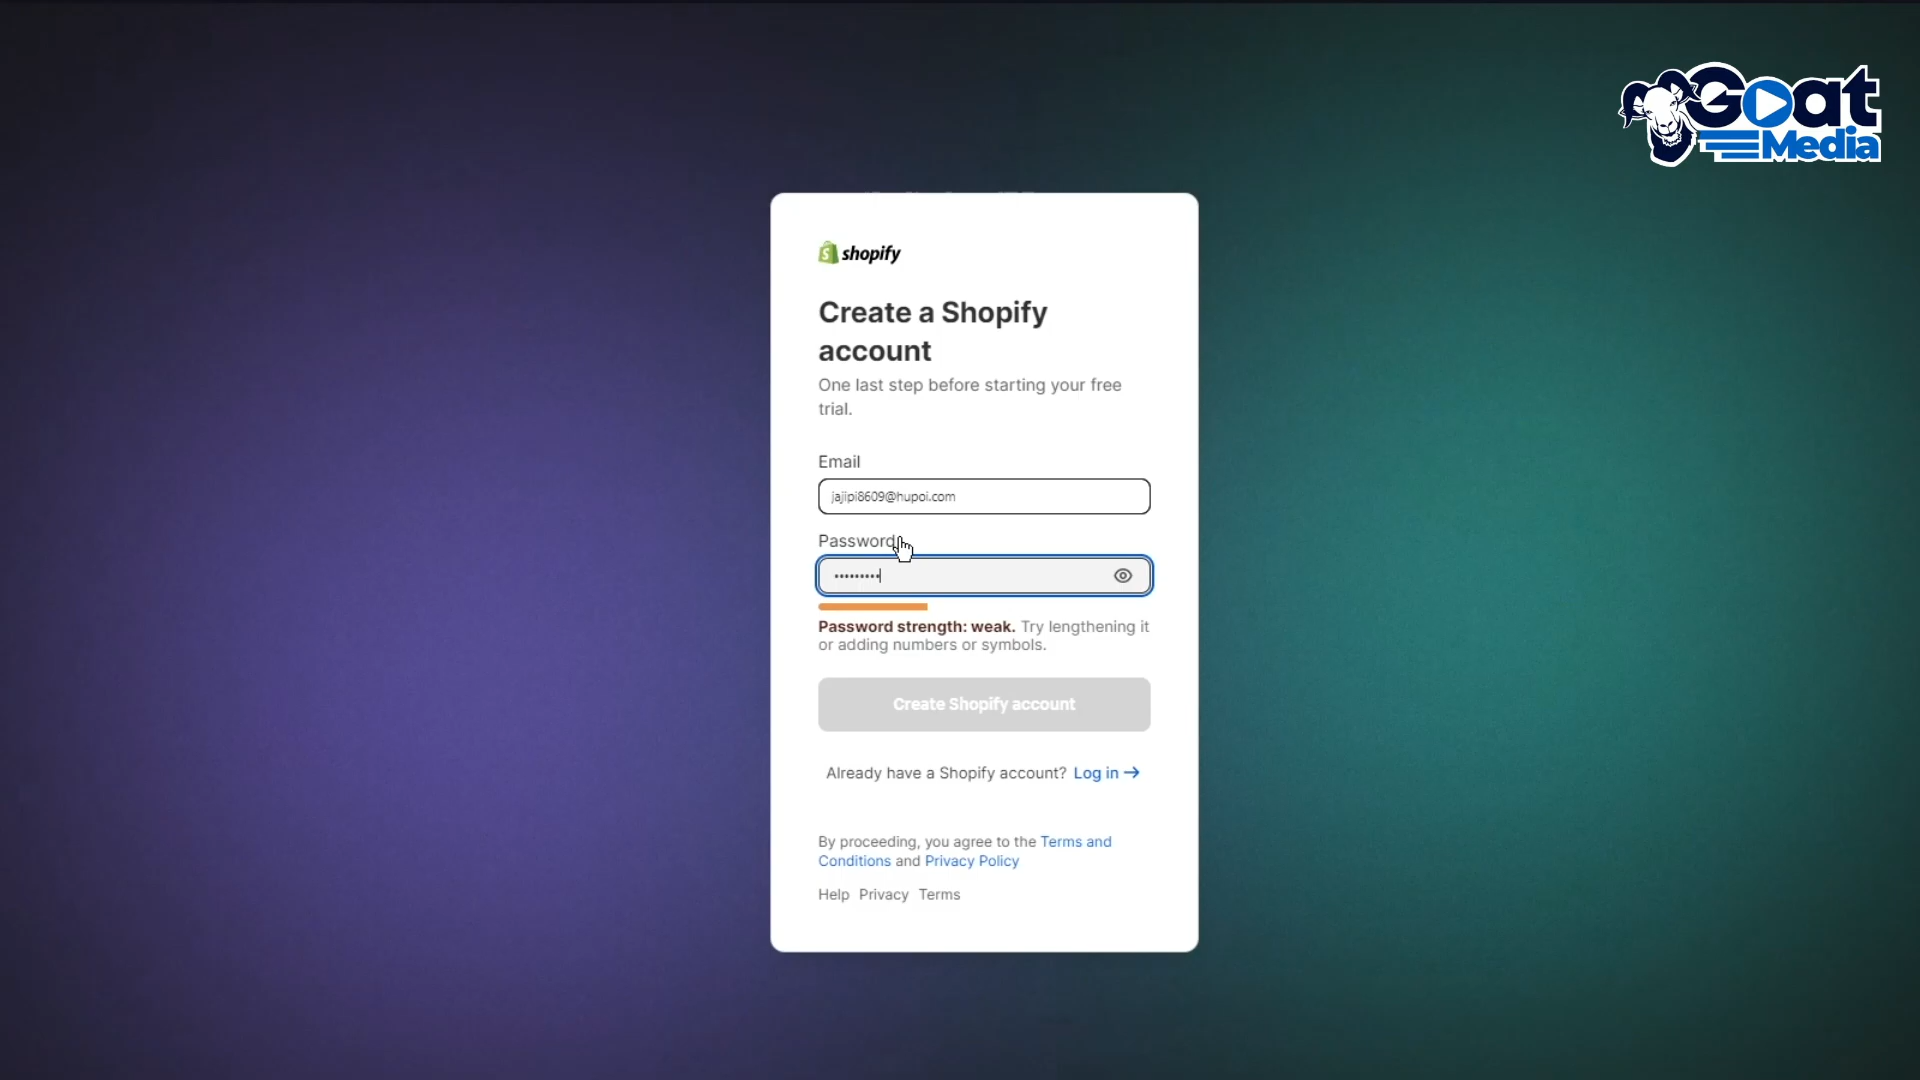 Goat
Media
shopify
Create a Shopify
account
One last step before starting your free
trial.
Email
jajipi8609@hupoi.com
Password
•••••••••
Password strength: weak. Try lengthening it
or adding numbers or symbols.
Create Shopify account
Already have a Shopify account? Log in →
By proceeding, you agree to the Terms and
Conditions and Privacy Policy
Help Privacy Terms